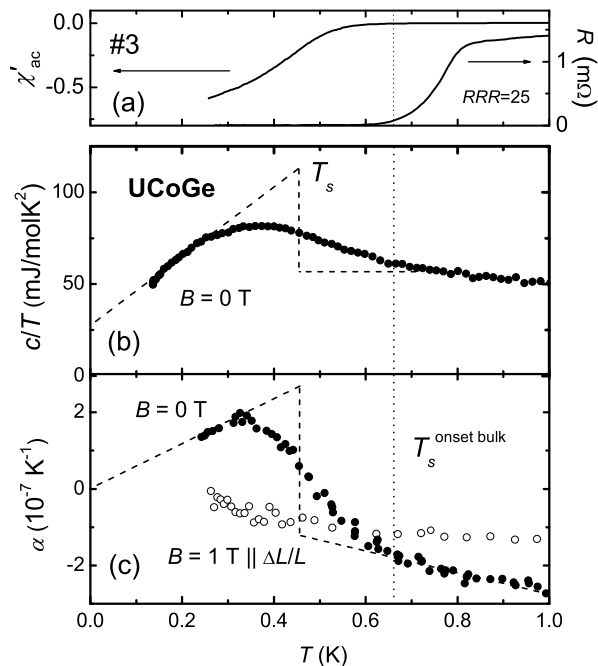 0.0
#3
-0.5
χ′ac
(a)
RRR=25
1
0
R (mΩ)
100
50
0
c/T (mJ/molK²)
UCoGe
Tₛ
B = 0 T
(b)
2
0
-2
α (10⁻⁷ K⁻¹)
B = 0 T
Tₛ onset bulk
B = 1 T || ΔL/L
(c)
0.0 0.2 0.4 0.6 0.8 1.0
T (K)